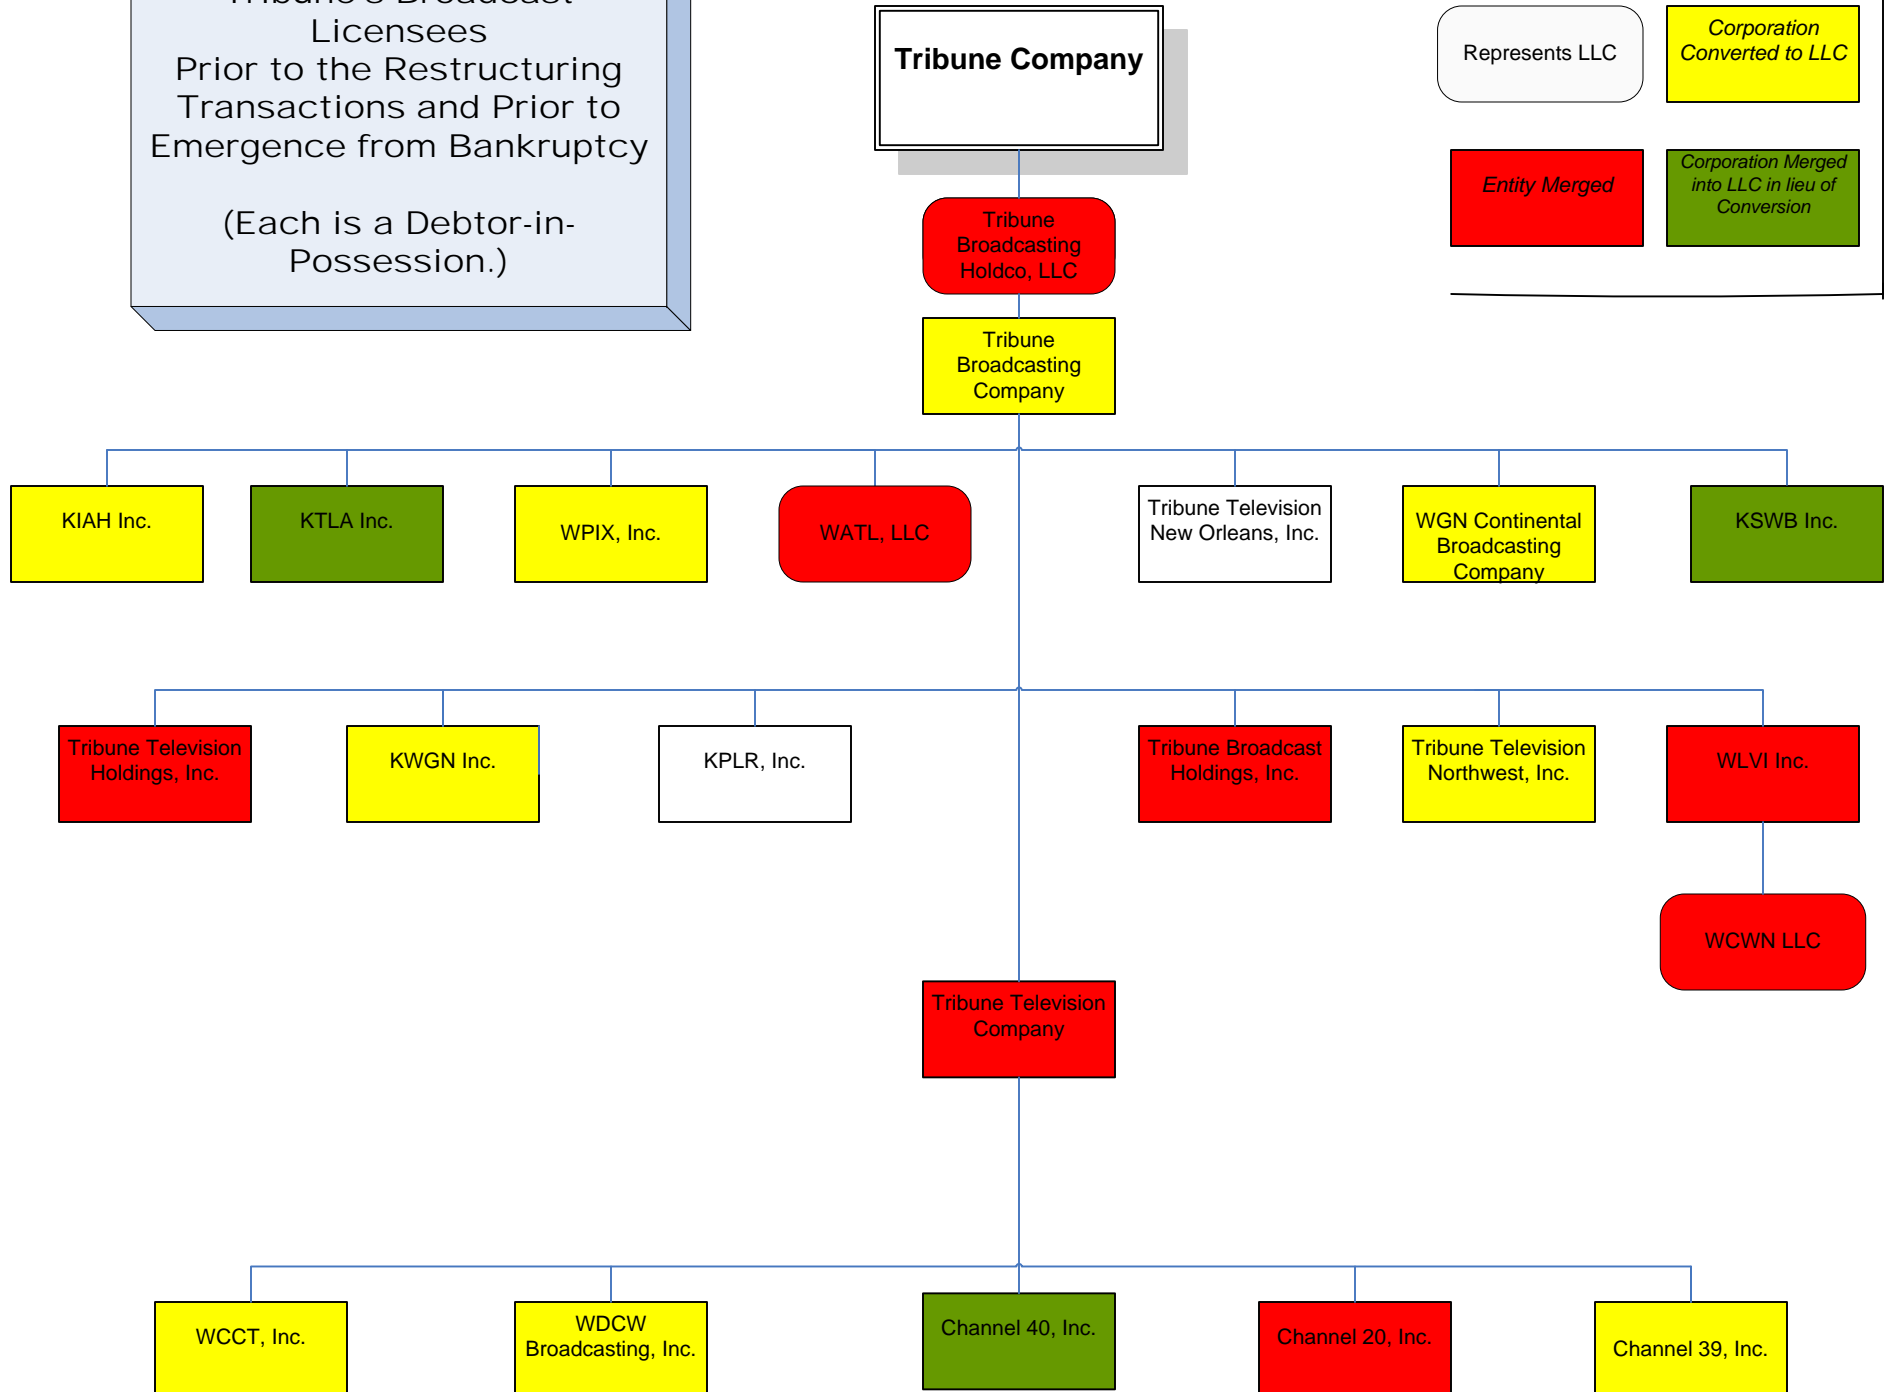 Tribune's Broadcast
Licensees
Prior to the Restructuring
Transactions and Prior to
Emergence from Bankruptcy
(Each is a Debtor-in-
Possession.)
Tribune Company
Represents LLC
Corporation
Converted to LLC
Entity Merged
Corporation Merged
into LLC in lieu of
Conversion
Tribune
Broadcasting
Holdco, LLC
Tribune
Broadcasting
Company
KIAH Inc.
KTLA Inc.
WPIX, Inc.
WATL, LLC
Tribune Television
New Orleans, Inc.
WGN Continental
Broadcasting
Company
KSWB Inc.
Tribune Television
Holdings, Inc.
KWGN Inc.
KPLR, Inc.
Tribune Broadcast
Holdings, Inc.
Tribune Television
Northwest, Inc.
WLVI Inc.
WCWN LLC
Tribune Television
Company
WCCT, Inc.
WDCW
Broadcasting, Inc.
Channel 40, Inc.
Channel 20, Inc.
Channel 39, Inc.